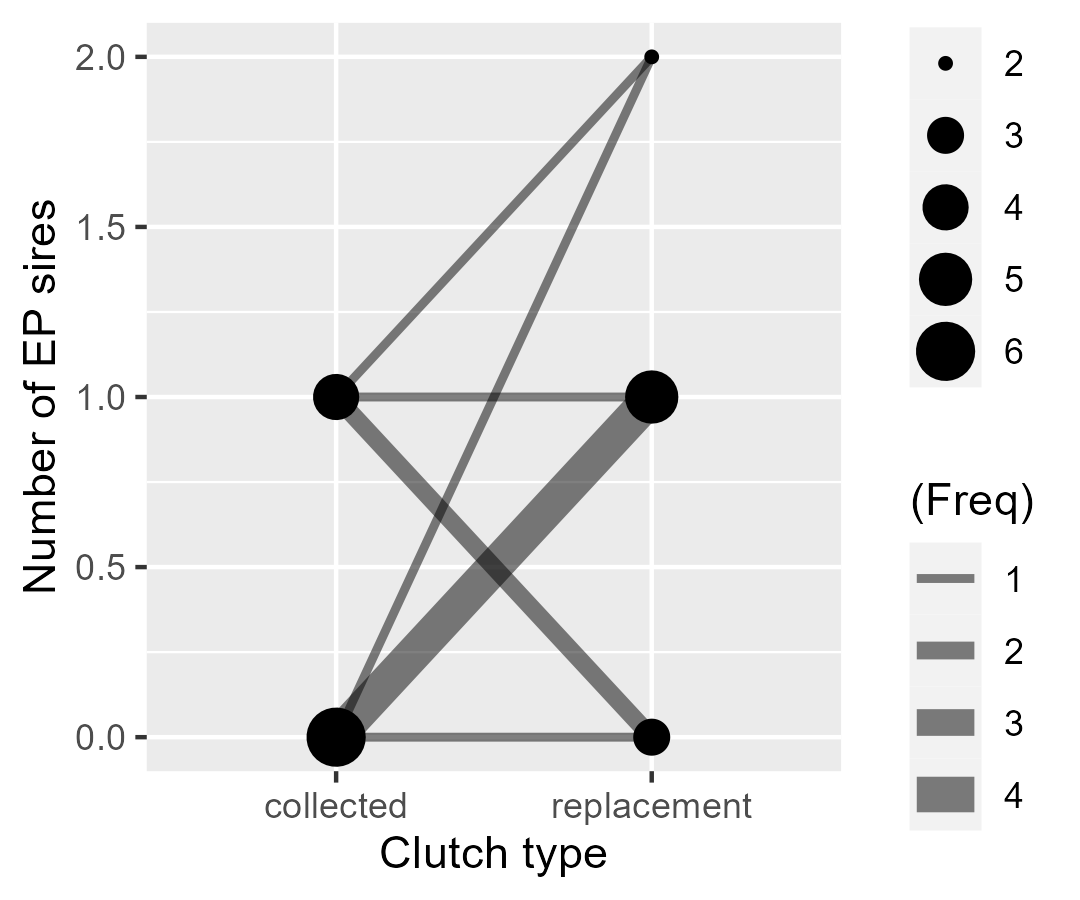 2.0
1.5
1.0
0.5
0.0
Number of EP sires
collected
replacement
Clutch type
2
3
4
5
6
(Freq)
1
2
3
4